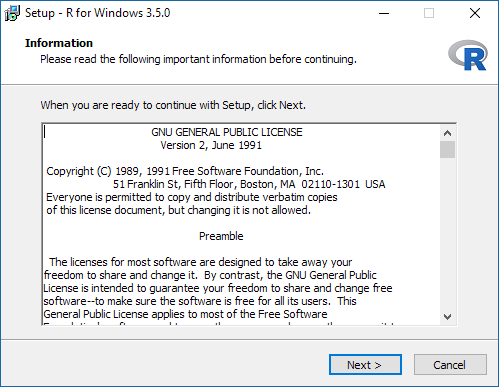 Setup - R for Windows 3.5.0
Information
Please read the following important information before continuing.
R
When you are ready to continue with Setup, click Next.
GNU GENERAL PUBLIC LICENSE
Version 2, June 1991
Copyright (C) 1989, 1991 Free Software Foundation, Inc.
51 Franklin St, Fifth Floor, Boston, MA 02110-1301 USA
Everyone is permitted to copy and distribute verbatim copies
of this license document, but changing it is not allowed.
Preamble
The licenses for most software are designed to take away your
freedom to share and change it. By contrast, the GNU General Public
License is intended to guarantee your freedom to share and change free
software--to make sure the software is free for all its users. This
General Public License applies to most of the Free Software
Next >
Cancel